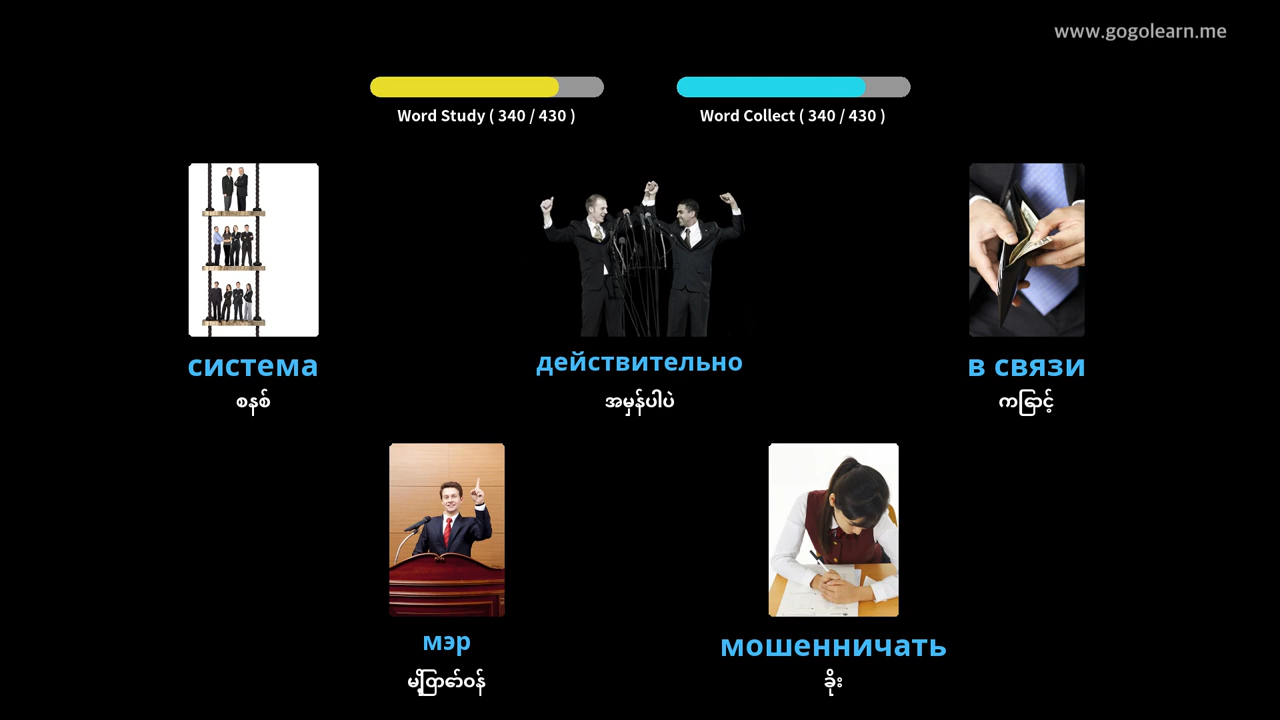 www.gogolearn.me
Word Study ( 340 / 430 )
Word Collect ( 340 / 430 )
система
စနစ်
действительно
အမှန်ပါပဲ
в связи
ကြောင့်
мэр
မြို့တော်ဝန်
мошенничать
ခိုး